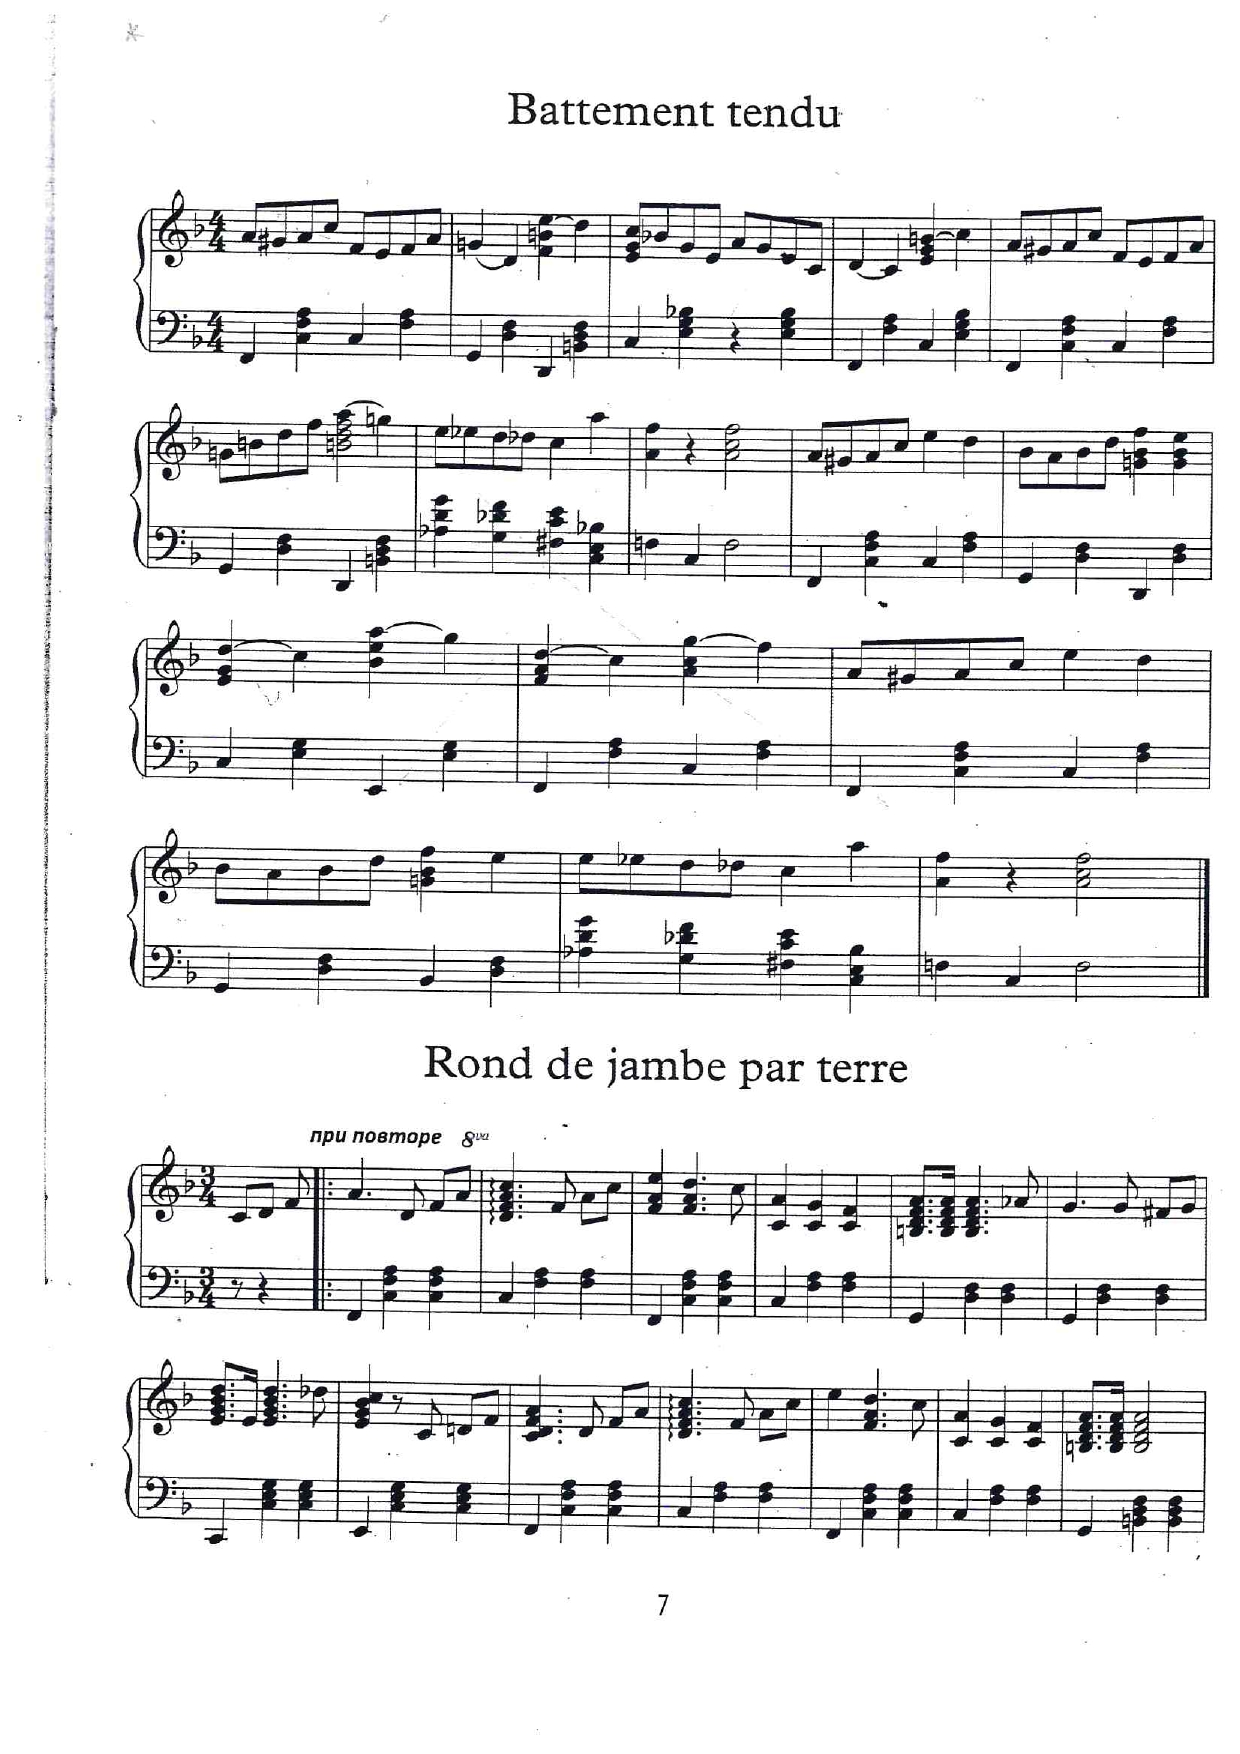 Battement tendu
Rond de jambe par terre
при повторе 8va
7